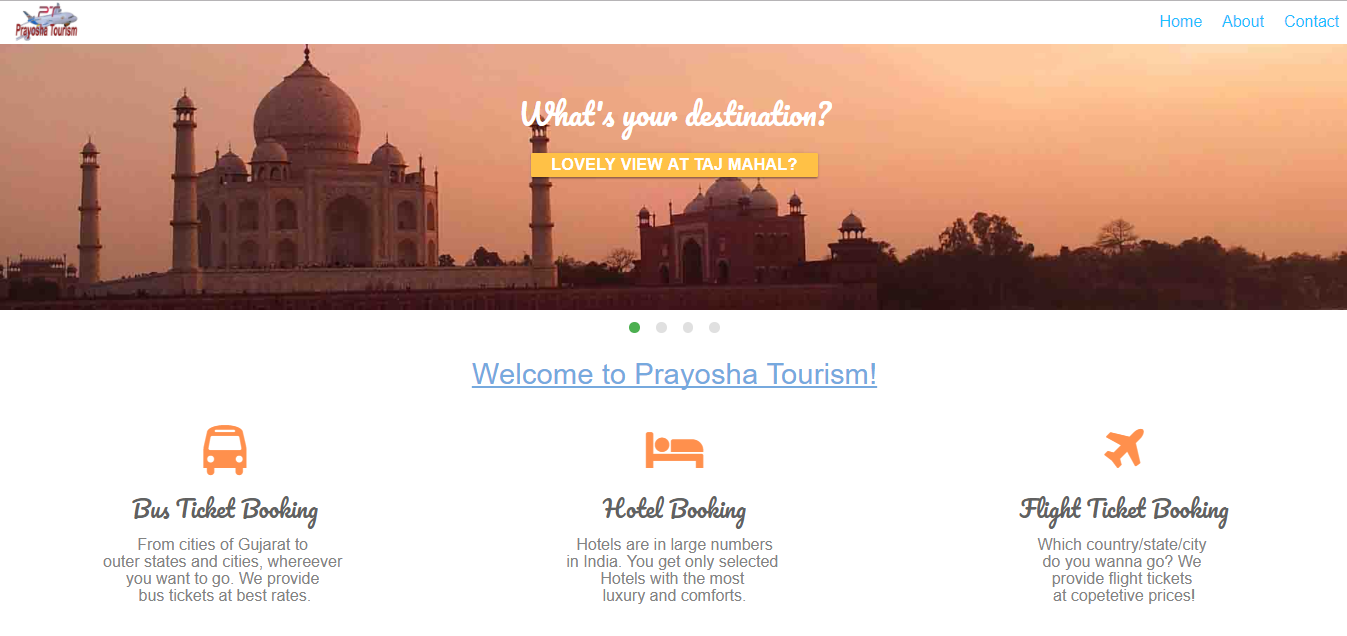 PT
Prayosha Tourism
Home About Contact
What's your destination?
LOVELY VIEW AT TAJ MAHAL?
Welcome to Prayosha Tourism!
Bus Ticket Booking
From cities of Gujarat to
outer states and cities, whereever
you want to go. We provide
bus tickets at best rates.
Hotel Booking
Hotels are in large numbers
in India. You get only selected
Hotels with the most
luxury and comforts.
Flight Ticket Booking
Which country/state/city
do you wanna go? We
provide flight tickets
at copetetive prices!